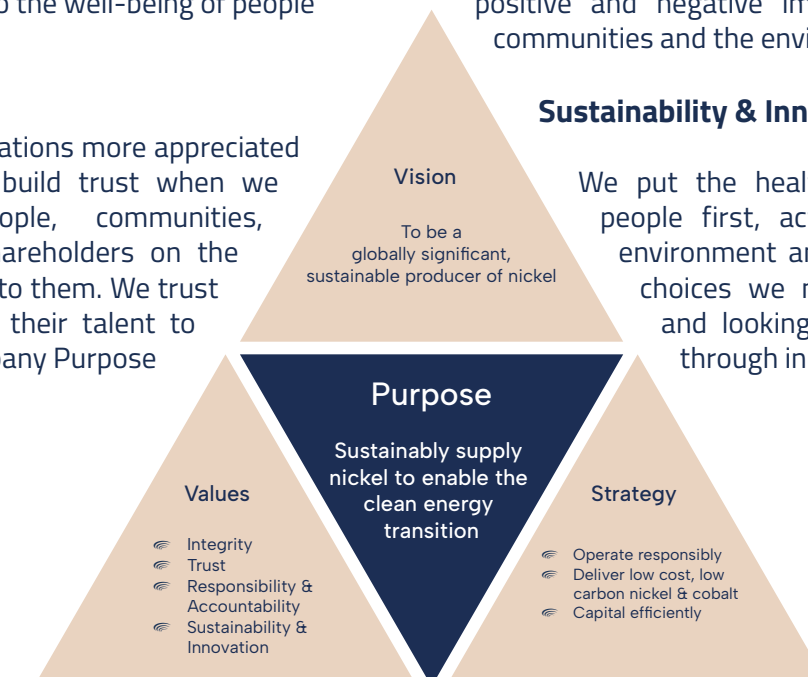 o the well-being of people
ations more appreciated
build trust when we
ople, communities,
areholders on the
to them. We trust
their talent to
any Purpose
positive and negative im
communities and the envi
Sustainability & Inn
We put the heal
people first, ac
environment a
choices we
and looking
through in
Vision
To be a
globally significant,
sustainable producer of nickel
Purpose
Sustainably supply
nickel to enable the
clean energy
transition
Values
Integrity
Trust
Responsibility &
Accountability
Sustainability &
Innovation
Strategy
Operate responsibly
Deliver low cost, low
carbon nickel & cobalt
Capital efficiently